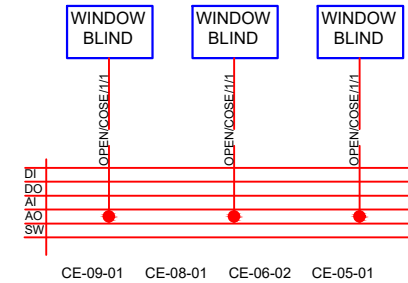 WINDOW
BLIND
WINDOW
BLIND
WINDOW
BLIND
OPEN/COSE/1/1
OPEN/COSE/1/1
OPEN/COSE/1/1
DI
DO
AI
AO
SW
CE-09-01 CE-08-01 CE-06-02 CE-05-01